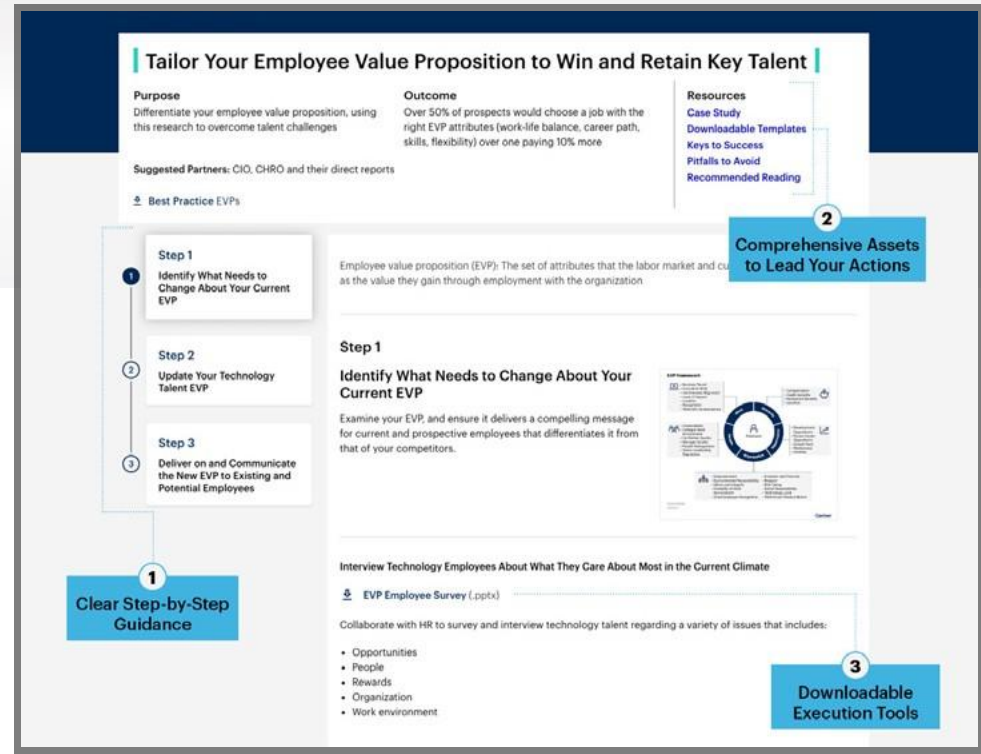 Tailor Your Employee Value Proposition to Win and Retain Key Talent
Purpose
Differentiate your employee value proposition, using
this research to overcome talent challenges
Suggested Partners: CIO, CHRO and their direct reports
Best Practice EVPs
Outcome
Over 50% of prospects would choose a job with the
right EVP attributes (work-life balance, career path,
skills, flexibility) over one paying 10% more
Resources
Case Study
Downloadable Templates
Keys to Success
Pitfalls to Avoid
Recommended Reading
2
Comprehensive Assets
to Lead Your Actions
1
Step 1
Identify What Needs to
Change About Your Current
EVP
2
Step 2
Update Your Technology
Talent EVP
3
Step 3
Deliver on and Communicate
the New EVP to Existing and
Potential Employees
1
Clear Step-by-Step
Guidance
Employee value proposition (EVP): The set of attributes that the labor market and
as the value they gain through employment with the organization
Step 1
Identify What Needs to Change About Your
Current EVP
Examine your EVP, and ensure it delivers a compelling message
for current and prospective employees that differentiates it from
that of your competitors.
EVP Framework
Gartner
Interview Technology Employees About What They Care About Most in the Current Climate
EVP Employee Survey (.pptx)
Collaborate with HR to survey and interview technology talent regarding a variety of issues that includes:
• Opportunities
• People
• Rewards
• Organization
• Work environment
3
Downloadable
Execution Tools